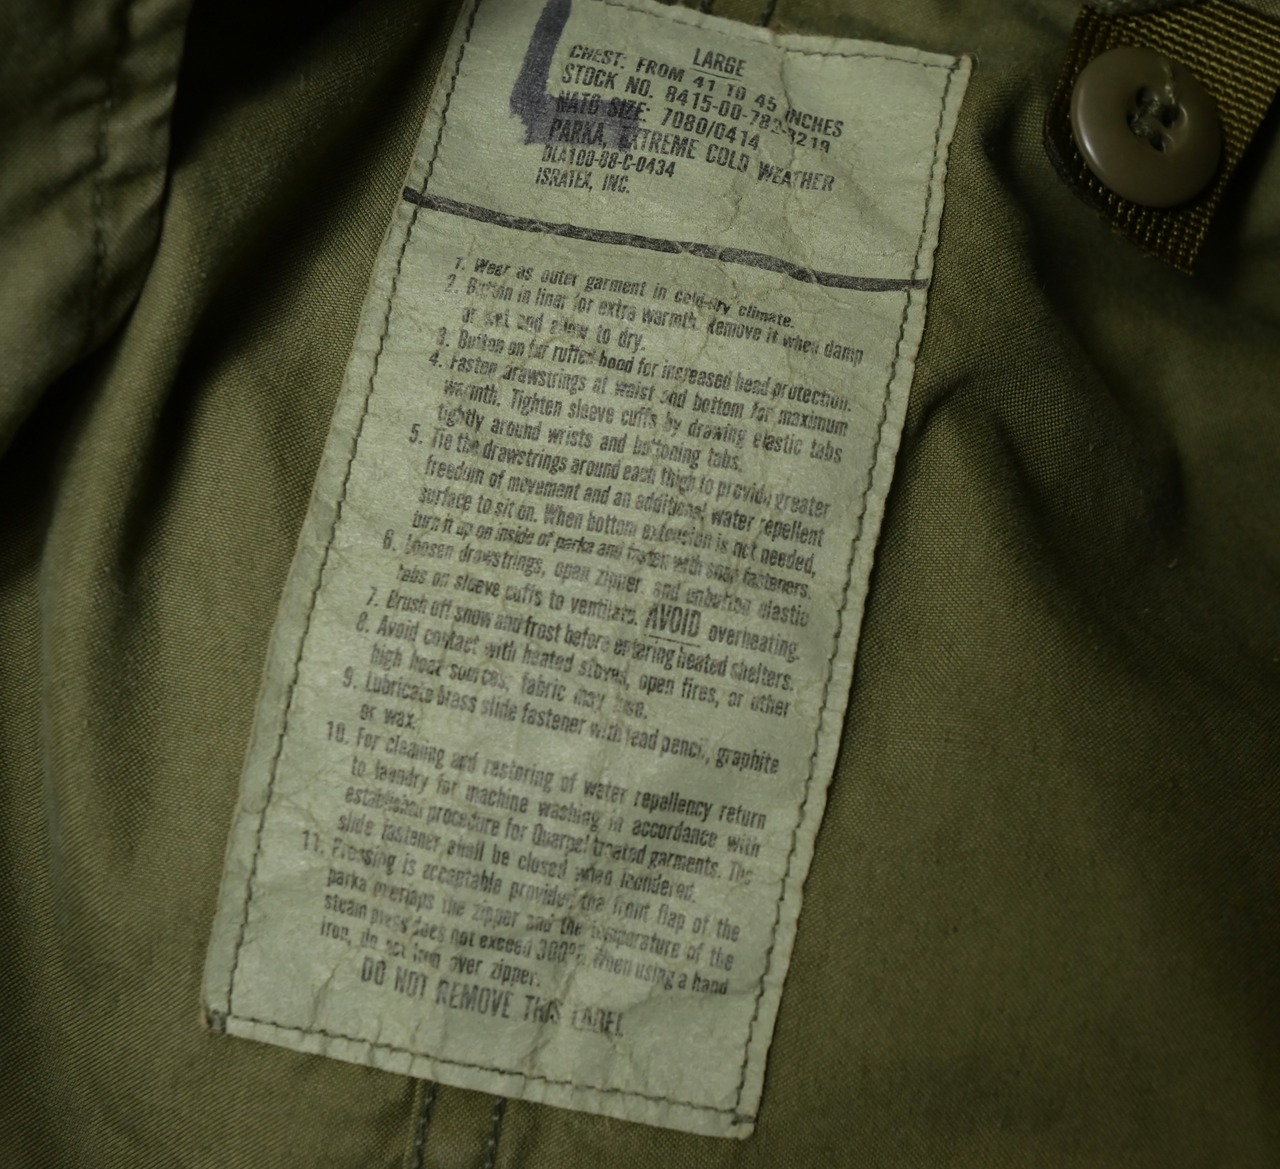 LARGE
CHEST: FROM 41 TO 45 INCHES
STOCK NO. 8415-00-782-3219
NATO SIZE: 7080/0414
PARKA, EXTREME COLD WEATHER
DLA100-88-C-0434
ISRATEX, INC.
1. Wear as outer garment in cold-dry climate.
2. Button in liner for extra warmth. Remove it when damp
or wet and allow to dry.
3. Button on fur ruffed hood for increased head protection.
4. Fasten drawstrings at waist and bottom for maximum
warmth. Tighten sleeve cuffs by drawing elastic tabs
tightly around wrists and buttoning tabs.
5. Tie the drawstrings around each thigh to provide greater
freedom of movement and an additional water repellent
surface to sit on. When bottom extension is not needed,
turn it up on inside of parka and fasten with snap fasteners.
6. Loosen drawstrings, open zipper, and unbutton elastic
tabs on sleeve cuffs to ventilate. AVOID overheating.
7. Brush off snow and frost before entering heated shelters.
8. Avoid contact with heated stoves, open fires, or other
high heat sources; fabric may fuse.
9. Lubricate brass slide fastener with lead pencil, graphite
or wax.
10. For cleaning and restoring of water repellency return
to laundry for machine washing in accordance with
established procedure for Quarpel treated garments. The
slide fastener shall be closed when laundered.
11. Pressing is acceptable provided the front flap of the
parka overlaps the zipper and the temperature of the
steam press does not exceed 300°F. When using a hand
iron, do not iron over zipper.
DO NOT REMOVE THIS LABEL